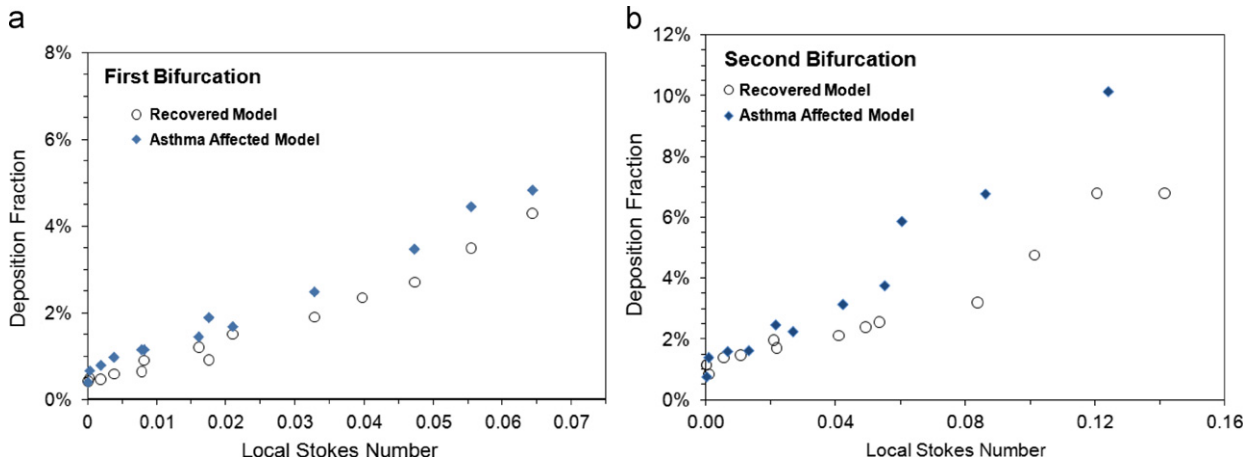 a
8%
6%
4%
2%
0%
Deposition Fraction
First Bifurcation
Recovered Model
Asthma Affected Model
0 0.01 0.02 0.03 0.04 0.05 0.06 0.07
Local Stokes Number
b
12%
10%
8%
6%
4%
2%
0%
Deposition Fraction
Second Bifurcation
Recovered Model
Asthma Affected Model
0.00 0.04 0.08 0.12 0.16
Local Stokes Number